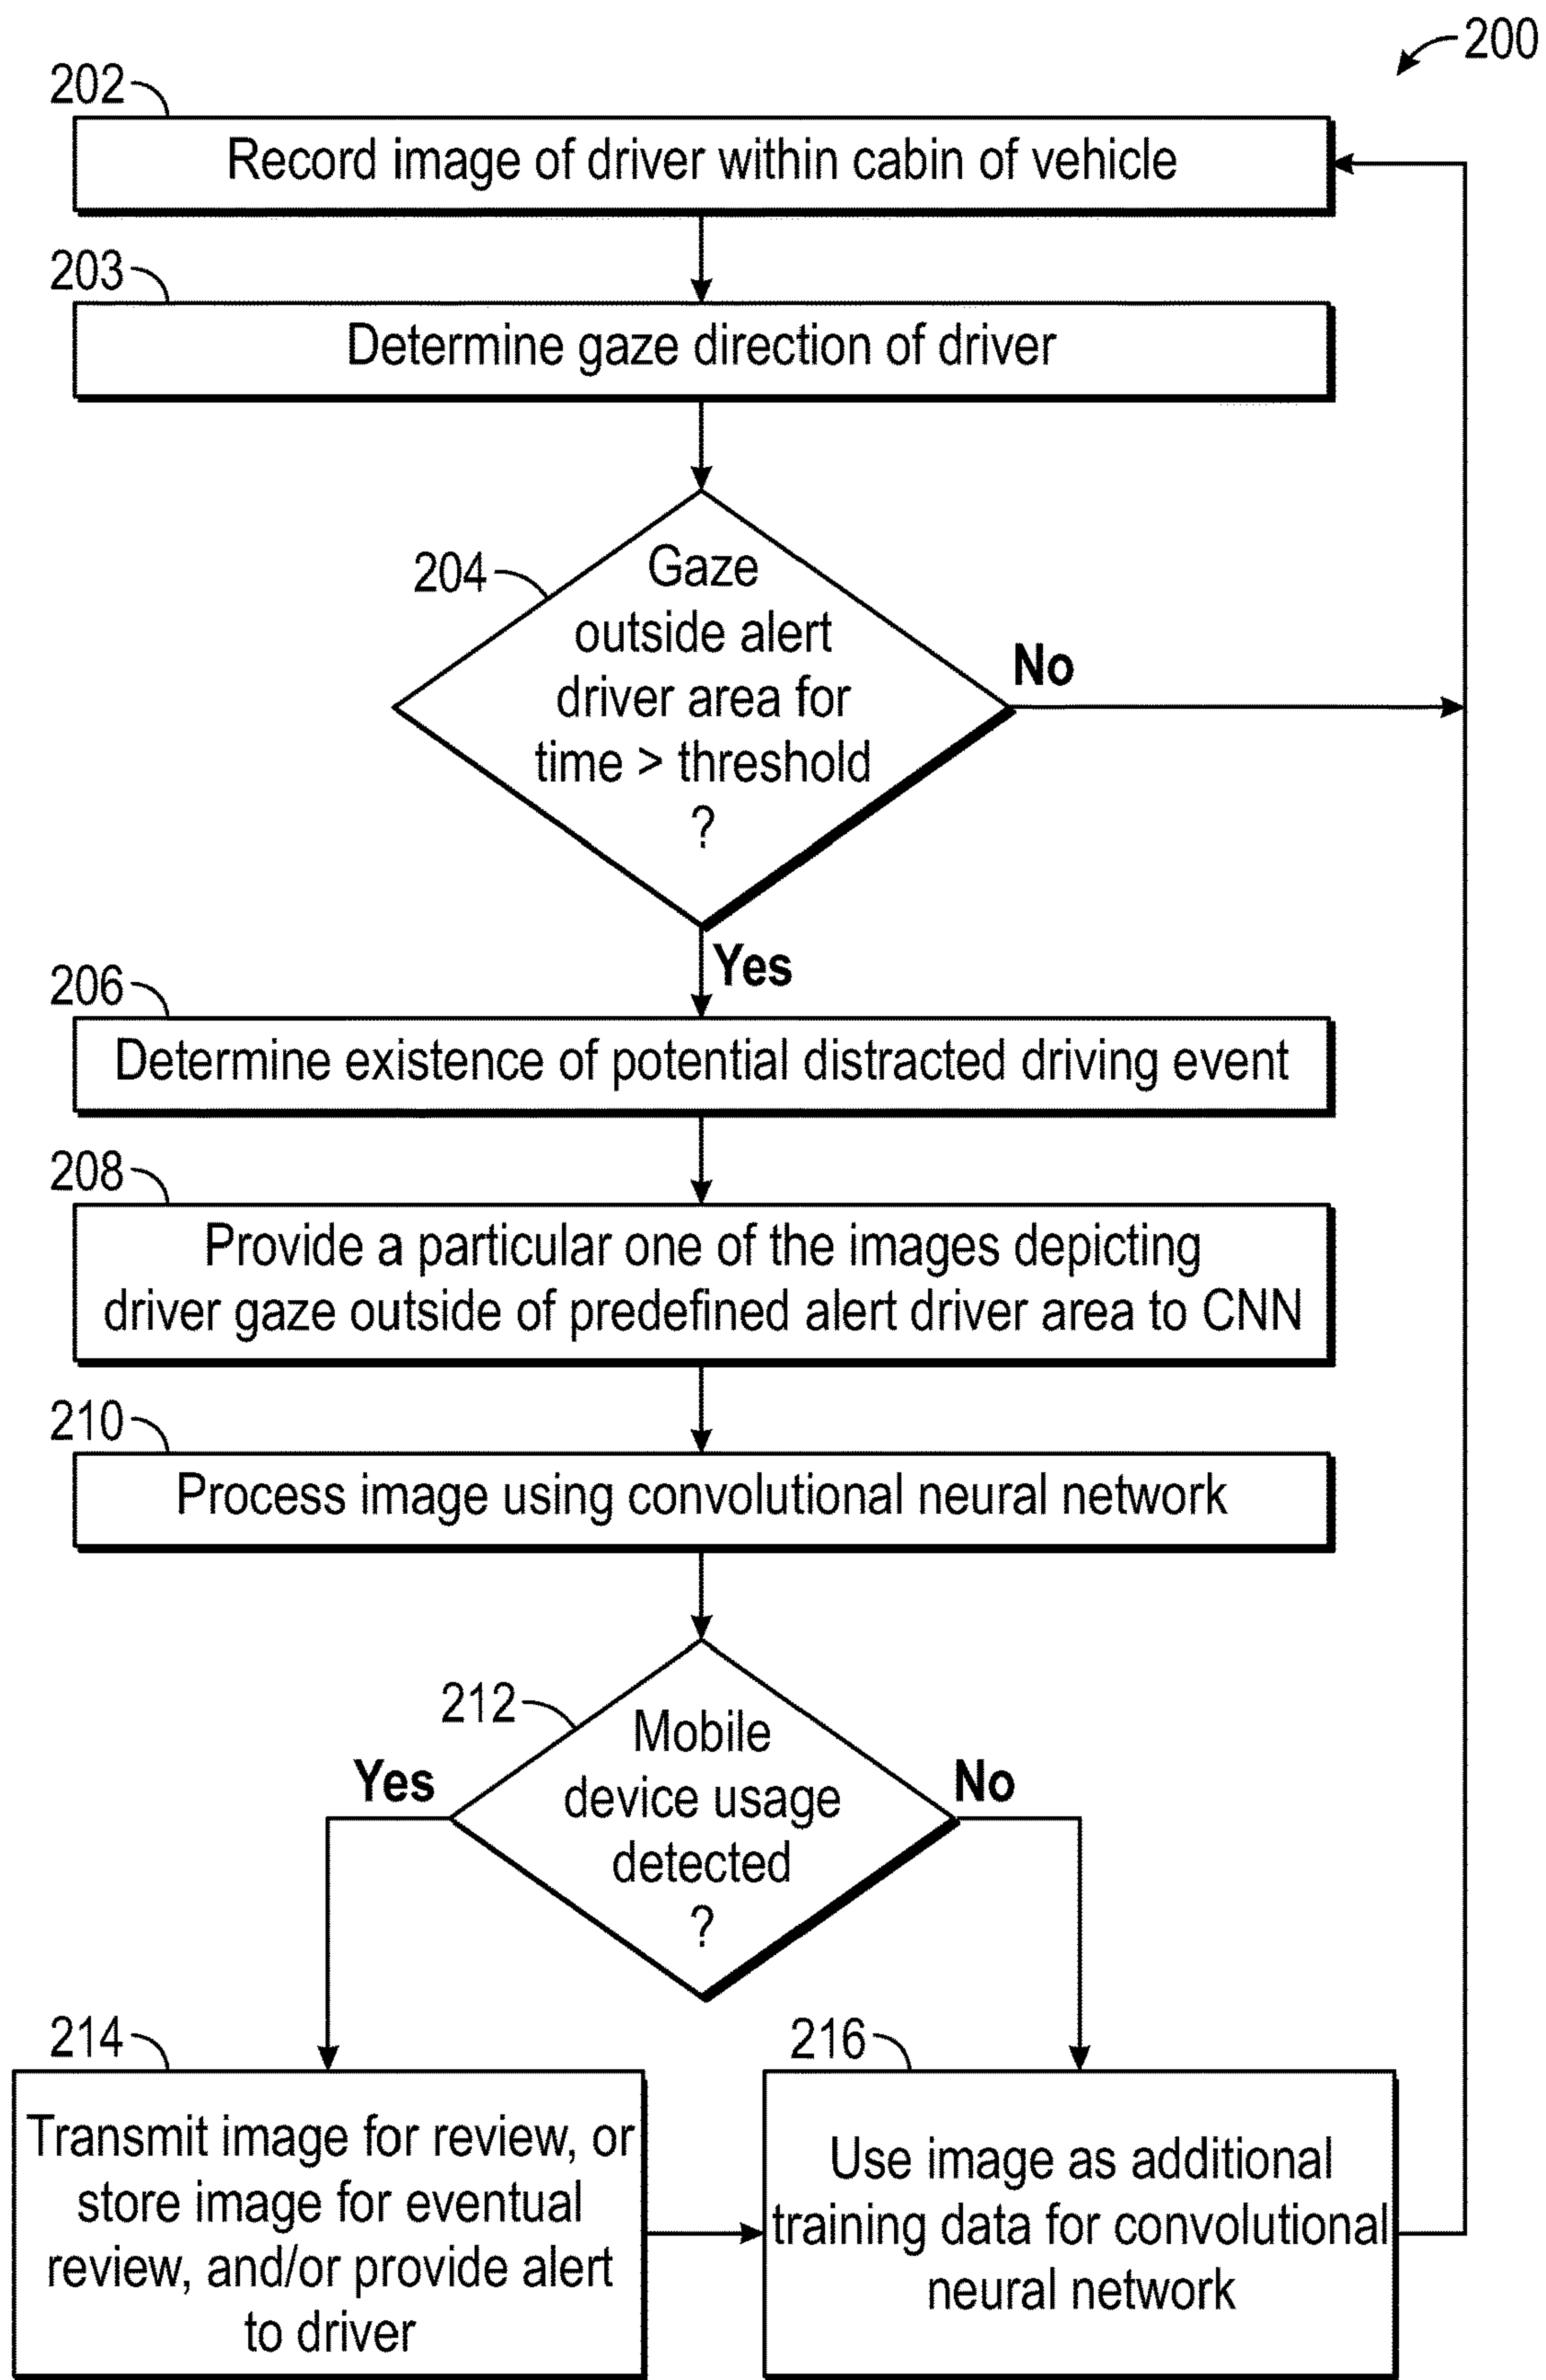 200
202
Record image of driver within cabin of vehicle
203
Determine gaze direction of driver
204
Gaze
outside alert
driver area for
time > threshold
?
No
Yes
206
Determine existence of potential distracted driving event
208
Provide a particular one of the images depicting
driver gaze outside of predefined alert driver area to CNN
210
Process image using convolutional neural network
212
Mobile
device usage
detected
?
Yes
No
214
Transmit image for review, or
store image for eventual
review, and/or provide alert
to driver
216
Use image as additional
training data for convolutional
neural network